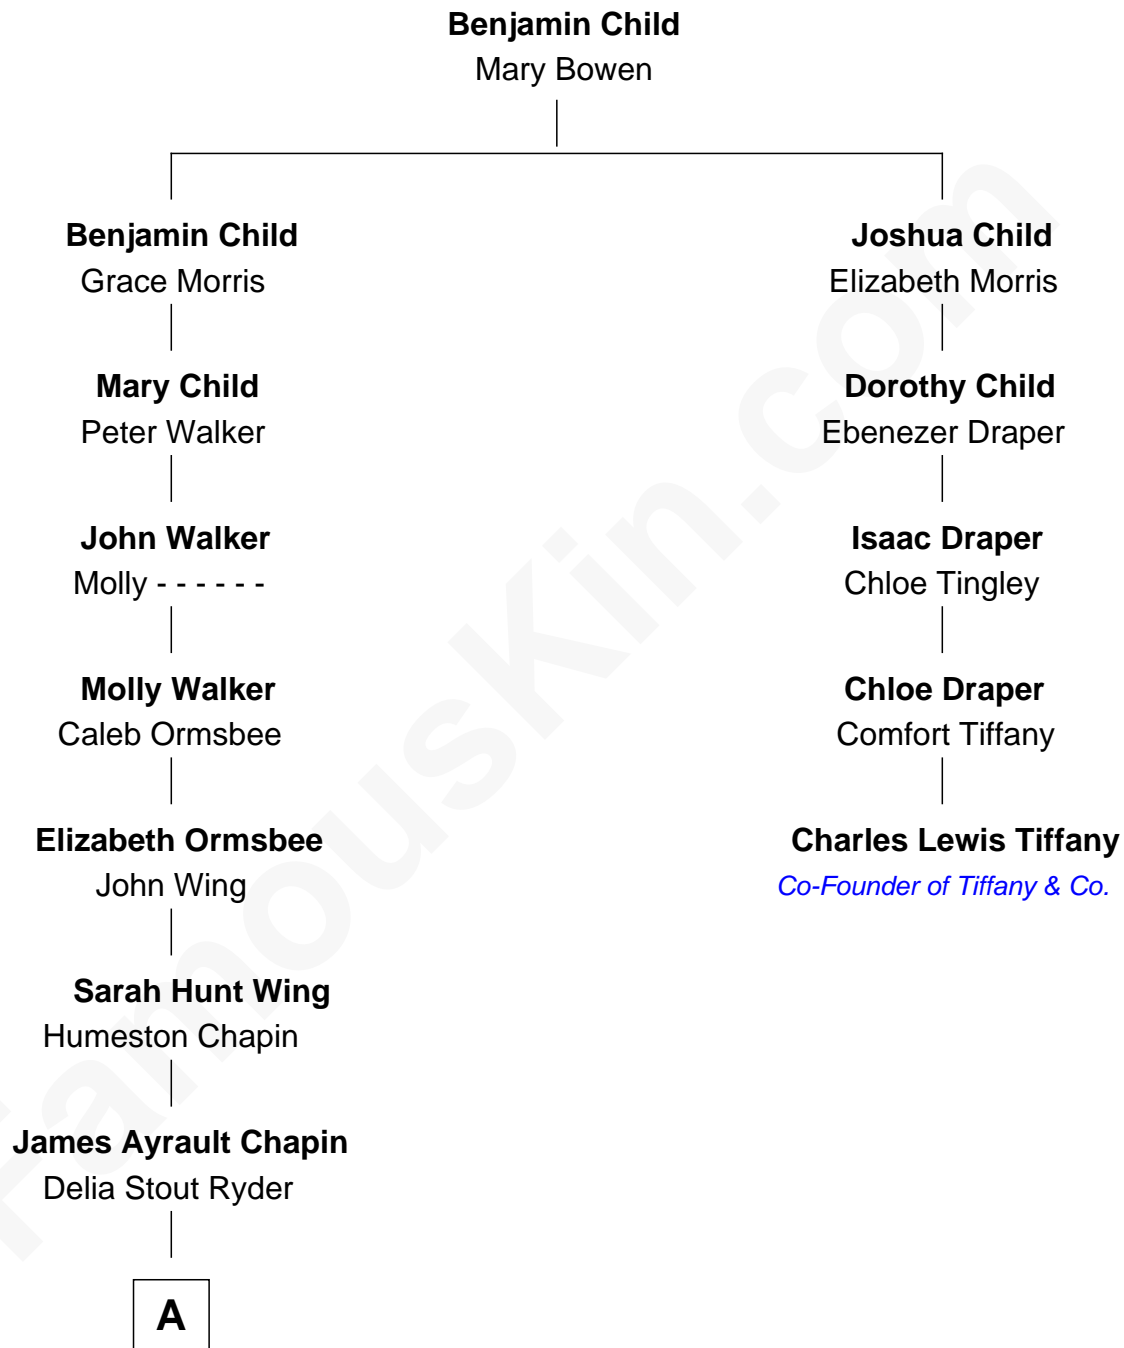 Benjamin Child
Mary Bowen
Benjamin Child
Grace Morris
Joshua Child
Elizabeth Morris
Mary Child
Peter Walker
Dorothy Child
Ebenezer Draper
John Walker
Molly - - - - - -
Isaac Draper
Chloe Tingley
Molly Walker
Caleb Ormsbee
Chloe Draper
Comfort Tiffany
Elizabeth Ormsbee
John Wing
Charles Lewis Tiffany
Co-Founder of Tiffany & Co.
Sarah Hunt Wing
Humeston Chapin
James Ayrault Chapin
Delia Stout Ryder
A
FamousKin.com